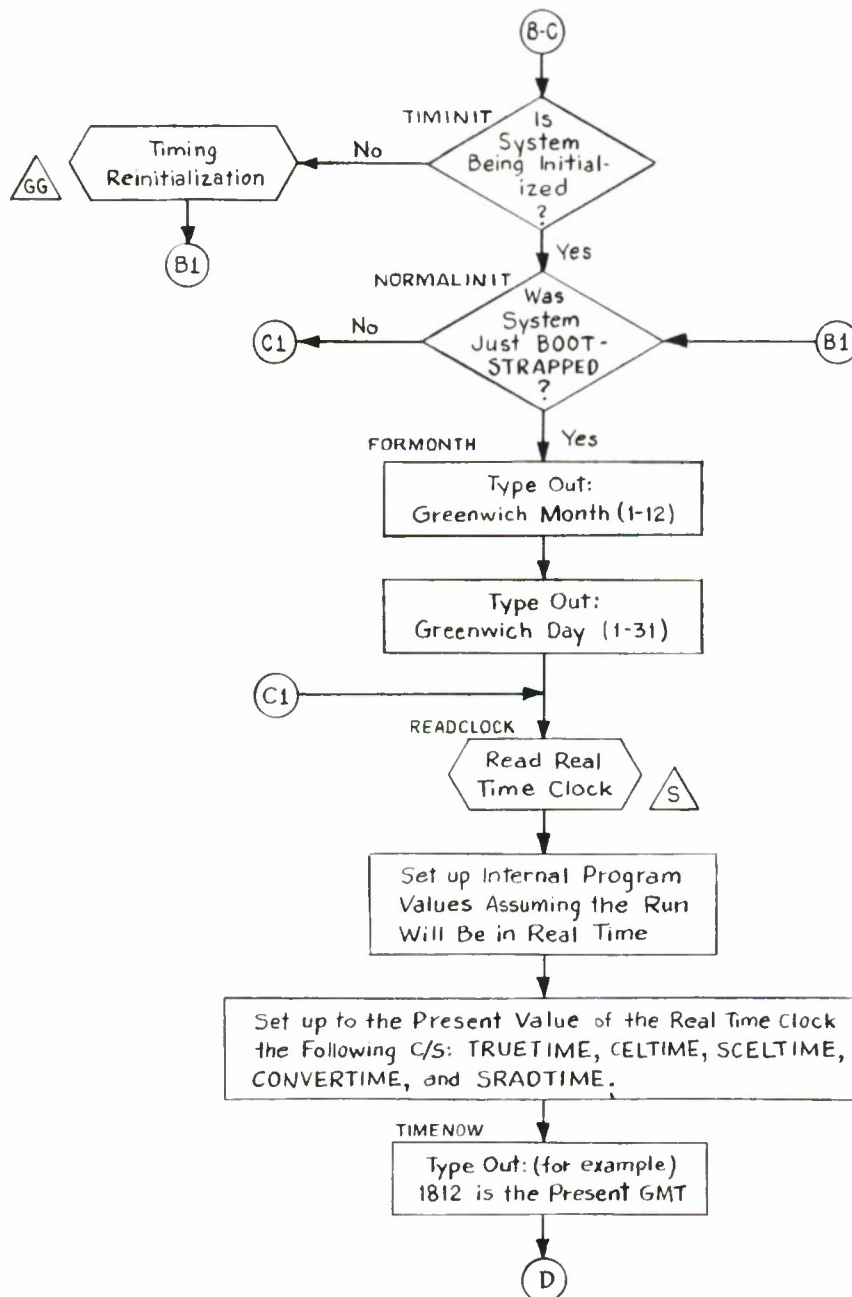 B-C
TIMINIT
Is
System
Being Initial-
ized
?
No
Timing
Reinitialization
GG
B1
Yes
NORMALINIT
Was
System
Just BOOT-
STRAPPED
?
No
C1
B1
Yes
FORMONTH
Type Out:
Greenwich Month (1-12)
Type Out:
Greenwich Day (1-31)
C1
READCLOCK
Read Real
Time Clock
S
Set up Internal Program
Values Assuming the Run
Will Be in Real Time
Set up to the Present Value of the Real Time Clock
the Following C/S: TRUETIME, CELTIME, SCELTIME,
CONVERTIME, and SRADTIME.
TIMENOW
Type Out: (for example)
1812 is the Present GMT
D